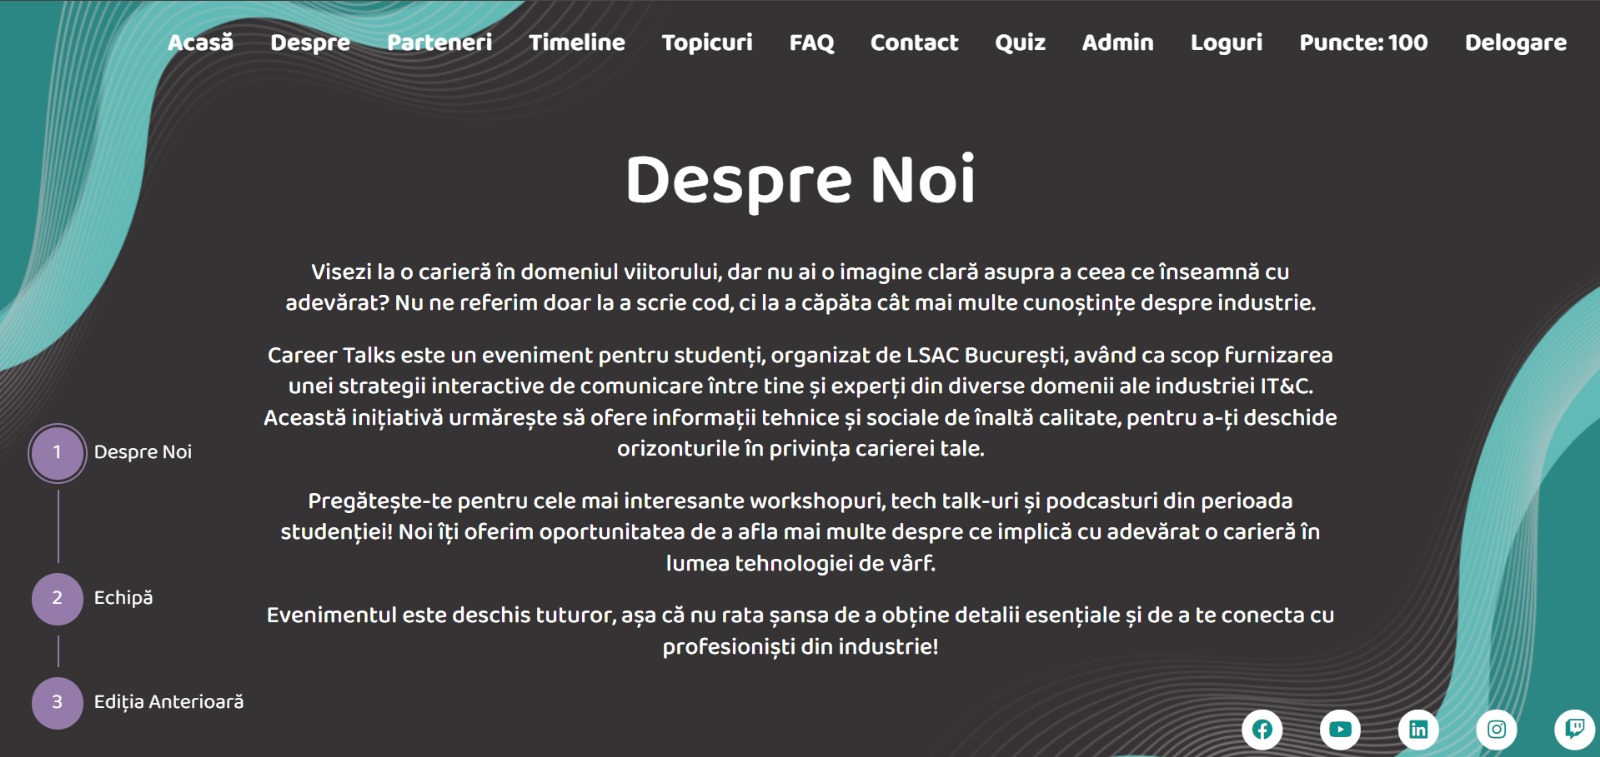 Acasă Despre Parteneri Timeline Topicuri FAQ Contact Quiz Admin Loguri Puncte: 100 Delogare
Despre Noi
Visezi la o carieră în domeniul viitorului, dar nu ai o imagine clară asupra a ceea ce înseamnă cu
adevărat? Nu ne referim doar la a scrie cod, ci la a căpăta cât mai multe cunoștințe despre industrie.
Career Talks este un eveniment pentru studenți, organizat de LSAC București, având ca scop furnizarea
unei strategii interactive de comunicare între tine și experți din diverse domenii ale industriei IT&C.
Această inițiativă urmărește să ofere informații tehnice și sociale de înaltă calitate, pentru a-ți deschide
orizonturile în privința carierei tale.
Pregătește-te pentru cele mai interesante workshopuri, tech talk-uri și podcasturi din perioada
studenției! Noi îți oferim oportunitatea de a afla mai multe despre ce implică cu adevărat o carieră în
lumea tehnologiei de vârf.
Evenimentul este deschis tuturor, așa că nu rata șansa de a obține detalii esențiale și de a te conecta cu
profesioniști din industrie!
1 Despre Noi
2 Echipă
3 Ediția Anterioară